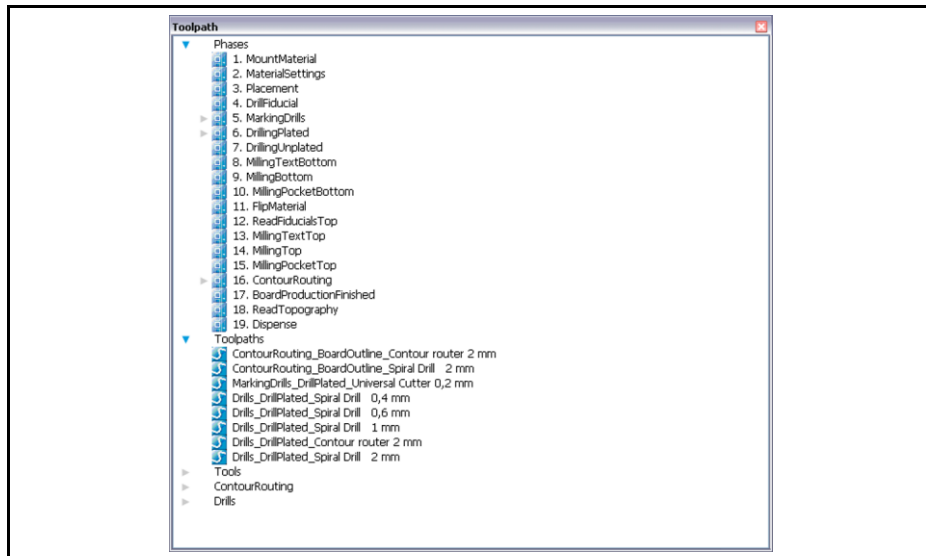 Toolpath
Phases
1. MountMaterial
2. MaterialSettings
3. Placement
4. DrillFiducial
5. MarkingDrills
6. DrillingPlated
7. DrillingUnplated
8. MillingTextBottom
9. MillingBottom
10. MillingPocketBottom
11. FlipMaterial
12. ReadFiducialsTop
13. MillingTextTop
14. MillingTop
15. MillingPocketTop
16. ContourRouting
17. BoardProductionFinished
18. ReadTopography
19. Dispense
Toolpaths
ContourRouting_BoardOutline_Contour router 2 mm
ContourRouting_BoardOutline_Spiral Drill 2 mm
MarkingDrills_DrillPlated_Universal Cutter 0,2 mm
Drills_DrillPlated_Spiral Drill 0,4 mm
Drills_DrillPlated_Spiral Drill 0,6 mm
Drills_DrillPlated_Spiral Drill 1 mm
Drills_DrillPlated_Contour router 2 mm
Drills_DrillPlated_Spiral Drill 2 mm
Tools
ContourRouting
Drills